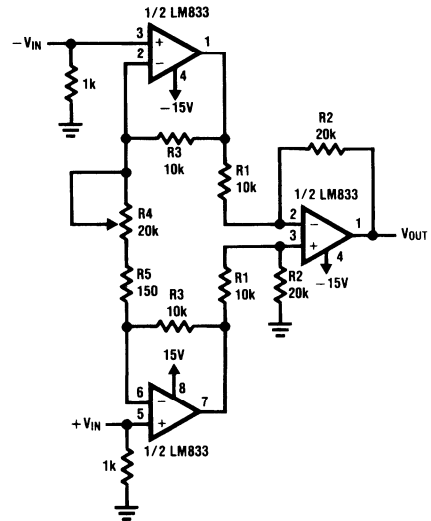 1/2 LM833
−VIN
3
+
1
2
−
4
−15V
1k
R3
10k
R2
20k
R1
10k
1/2 LM833
R4
20k
2
−
1
VOUT
3
+
4
−15V
R1
10k
R2
20k
R5
150
R3
10k
15V
8
6
−
7
5
+
+VIN
1/2 LM833
1k